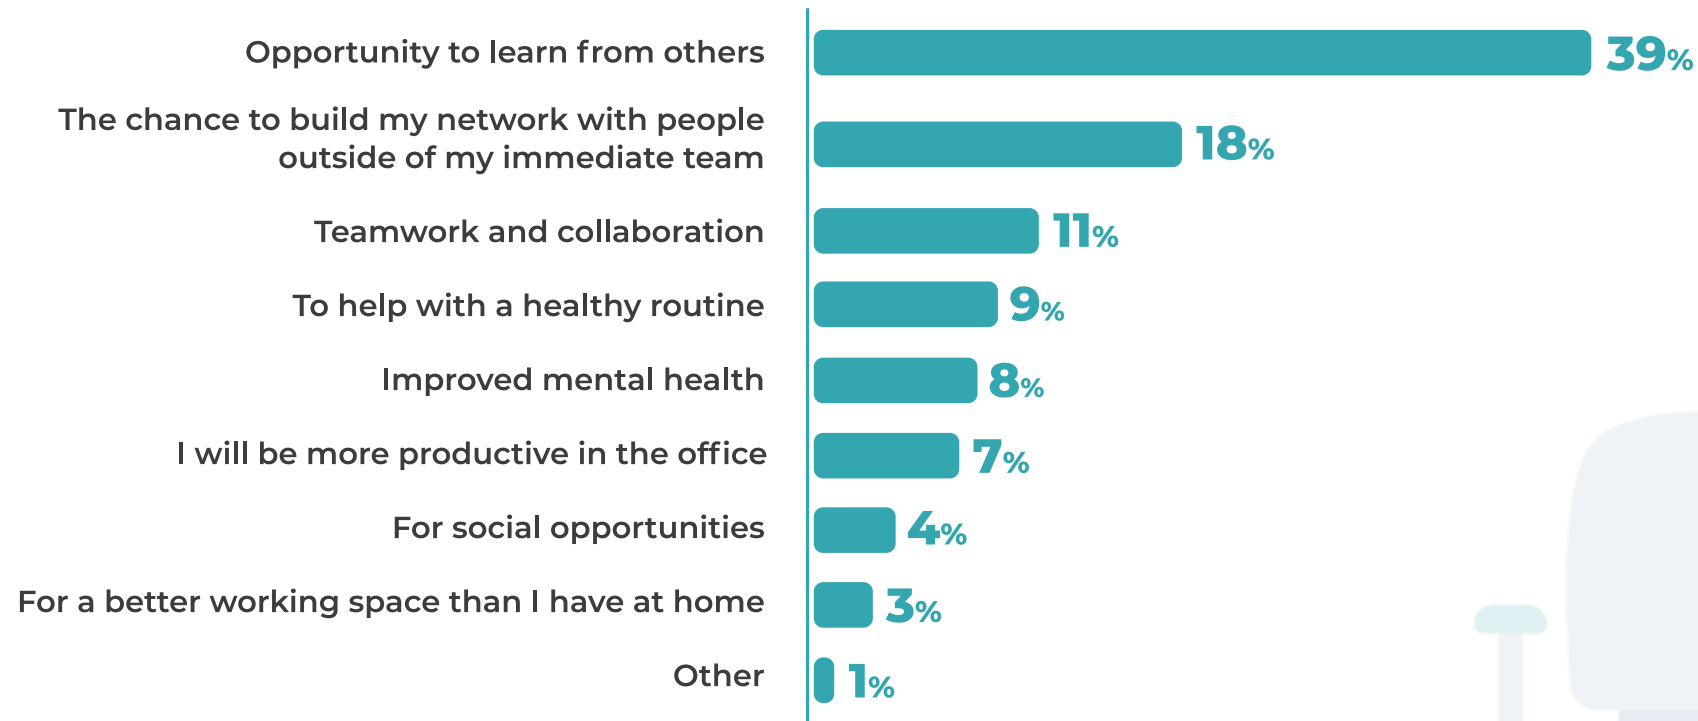 Opportunity to learn from others
39%
The chance to build my network with people
outside of my immediate team
18%
Teamwork and collaboration
11%
To help with a healthy routine
9%
Improved mental health
8%
I will be more productive in the office
7%
For social opportunities
4%
For a better working space than I have at home
3%
Other
1%